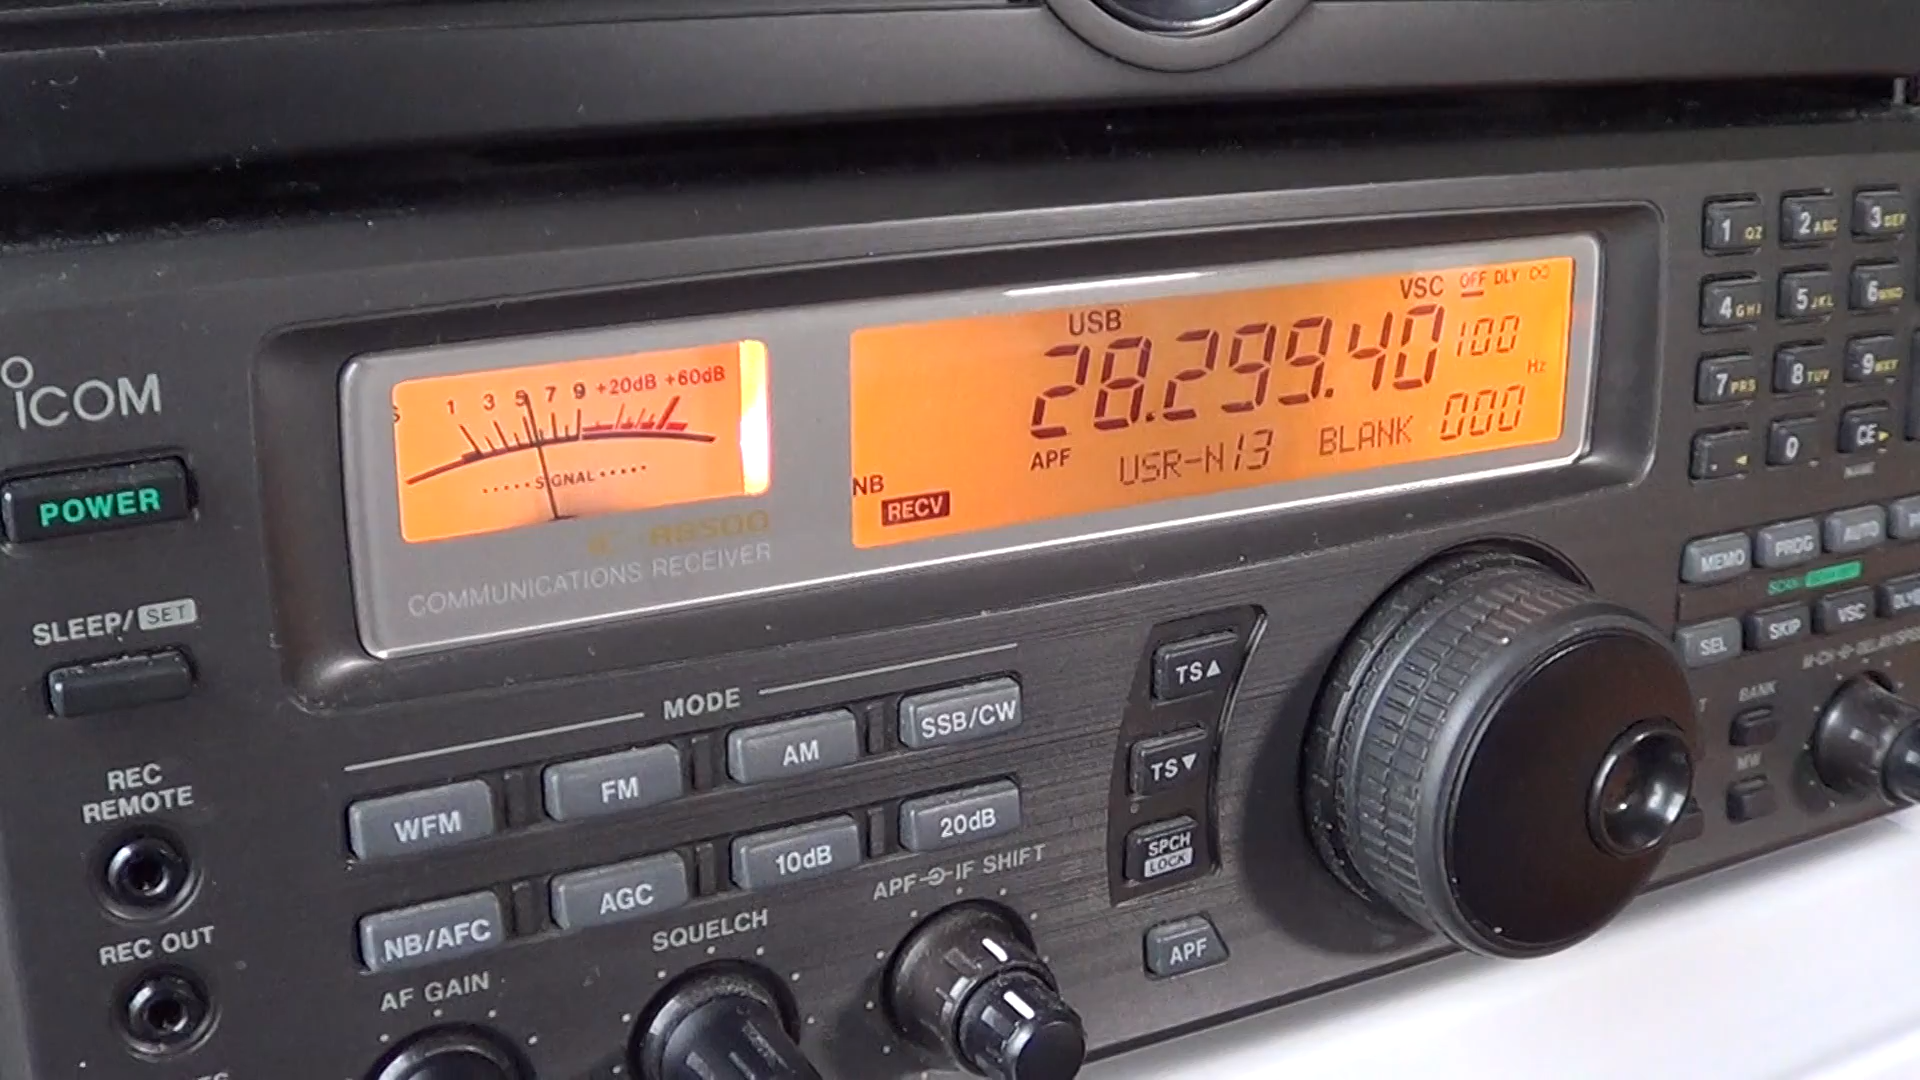 ICOM
POWER
SLEEP/SET
REC
REMOTE
REC OUT
S 1 3 5 7 9 +20dB +60dB
SIGNAL
IC-R8500
COMMUNICATIONS RECEIVER
VSC OFF DLY ∞
USB
28.299.40 100
Hz
APF USR-N13 BLANK 000
NB
RECV
MODE
WFM FM AM SSB/CW
NB/AFC AGC 10dB 20dB
AF GAIN SQUELCH APF IF SHIFT
TS▲
TS▼
SPCH
LOCK
APF
1 QZ 2 ABC 3 DEF
4 GHI 5 JKL 6 MNO
7 PRS 8 TUV 9 WXY
. ◄ 0 CE ►
NAME
MEMO PROG AUTO
SCAN
SEL SKIP VSC
BANK
MW